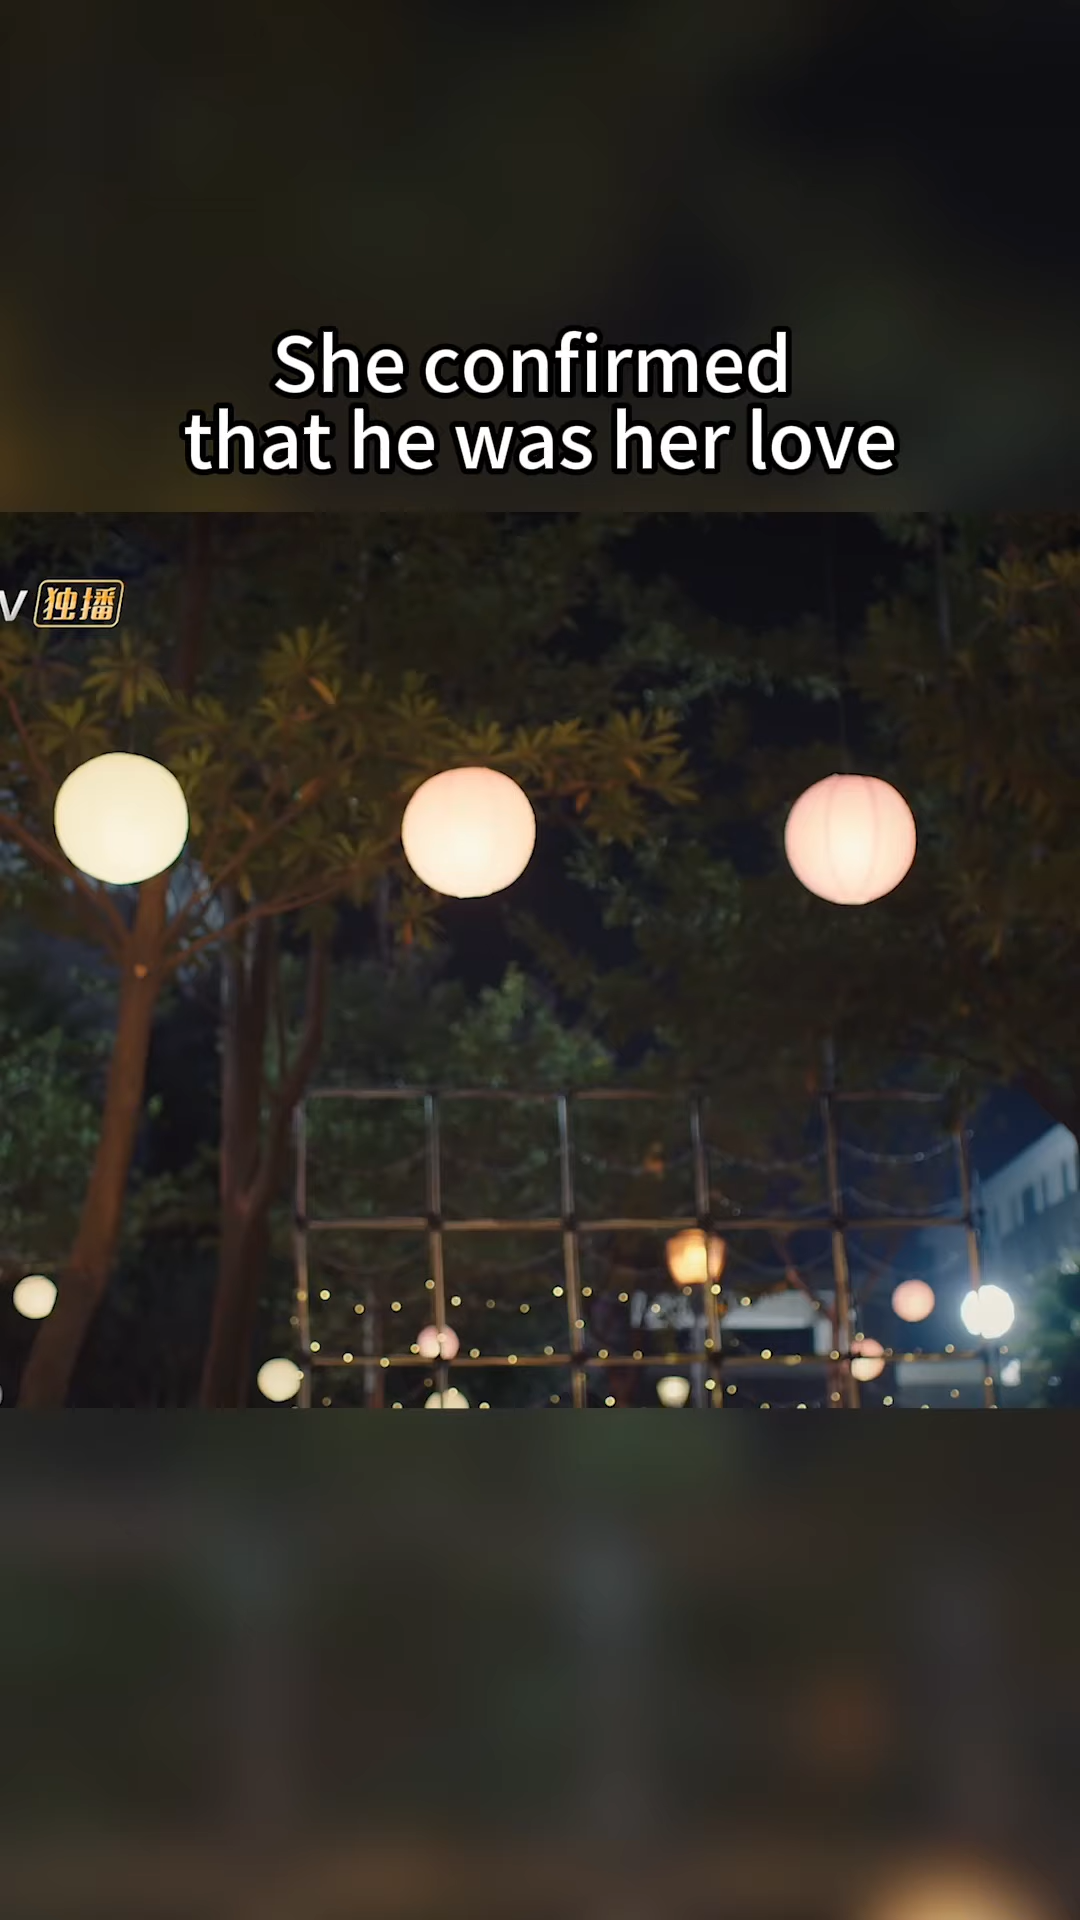 She confirmed
that he was her love
V 独播